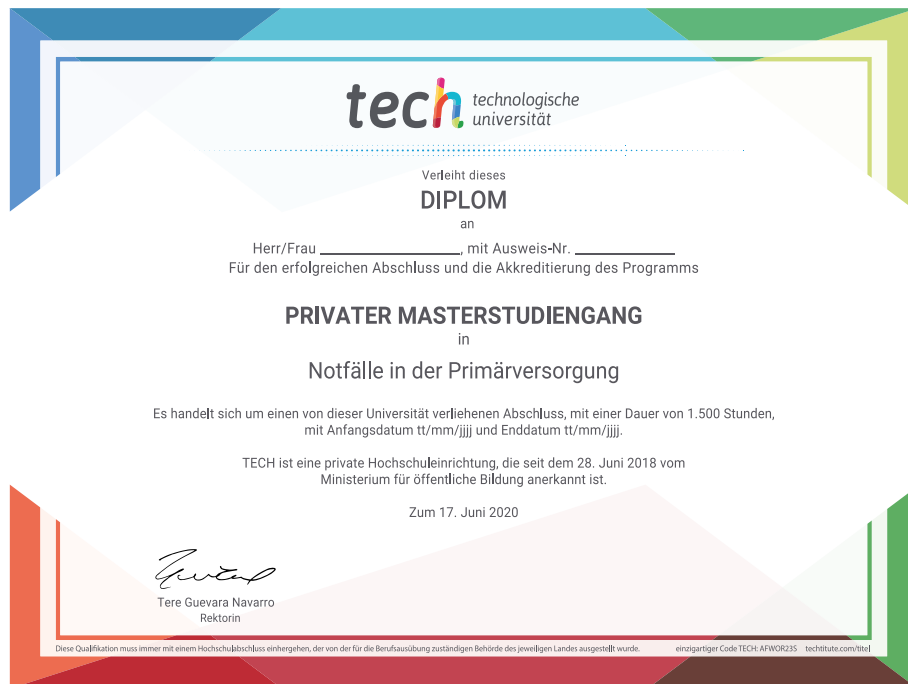 tech technologische
universität
Verleiht dieses
DIPLOM
an
Herr/Frau ____________________, mit Ausweis-Nr. ______________
Für den erfolgreichen Abschluss und die Akkreditierung des Programms
PRIVATER MASTERSTUDIENGANG
in
Notfälle in der Primärversorgung
Es handelt sich um einen von dieser Universität verliehenen Abschluss, mit einer Dauer von 1.500 Stunden,
mit Anfangsdatum tt/mm/jjjj und Enddatum tt/mm/jjjj.
TECH ist eine private Hochschuleinrichtung, die seit dem 28. Juni 2018 vom
Ministerium für öffentliche Bildung anerkannt ist.
Zum 17. Juni 2020
Tere Guevara Navarro
Rektorin
Diese Qualifikation muss immer mit einem Hochschulabschluss einhergehen, der von der für die Berufsausübung zuständigen Behörde des jeweiligen Landes ausgestellt wurde. einzigartiger Code TECH: AFWOR23S techtitute.com/titel